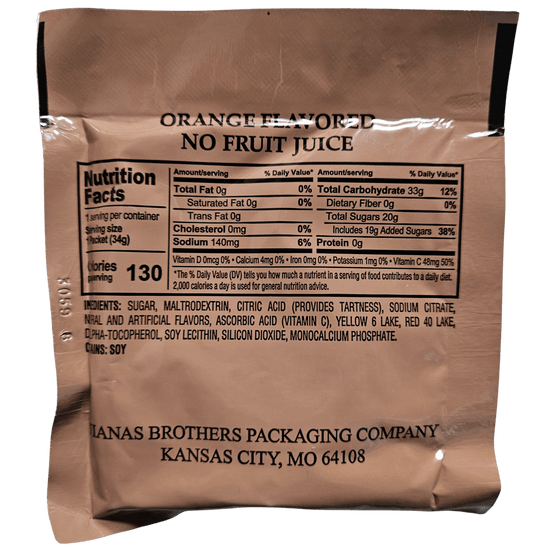 ORANGE FLAVORED
NO FRUIT JUICE
Nutrition
Facts
1 serving per container
Serving size
1 Packet (34g)
Calories
per serving
130
Amount/serving % Daily Value*
Total Fat 0g 0%
Saturated Fat 0g 0%
Trans Fat 0g
Cholesterol 0mg 0%
Sodium 140mg 6%
Amount/serving % Daily Value*
Total Carbohydrate 33g 12%
Dietary Fiber 0g 0%
Total Sugars 20g
Includes 19g Added Sugars 38%
Protein 0g
Vitamin D 0mcg 0% • Calcium 4mg 0% • Iron 0mg 0% • Potassium 1mg 0% • Vitamin C 48mg 50%
*The % Daily Value (DV) tells you how much a nutrient in a serving of food contributes to a daily diet.
2,000 calories a day is used for general nutrition advice.
SUGAR, MALTRODEXTRIN, CITRIC ACID (PROVIDES TARTNESS), SODIUM CITRATE,
AND ARTIFICIAL FLAVORS, ASCORBIC ACID (VITAMIN C), YELLOW 6 LAKE, RED 40 LAKE,
SOY LECITHIN, SILICON DIOXIDE, MONOCALCIUM PHOSPHATE.
SOY
3059 6
BROTHERS PACKAGING COMPANY
KANSAS CITY, MO 64108